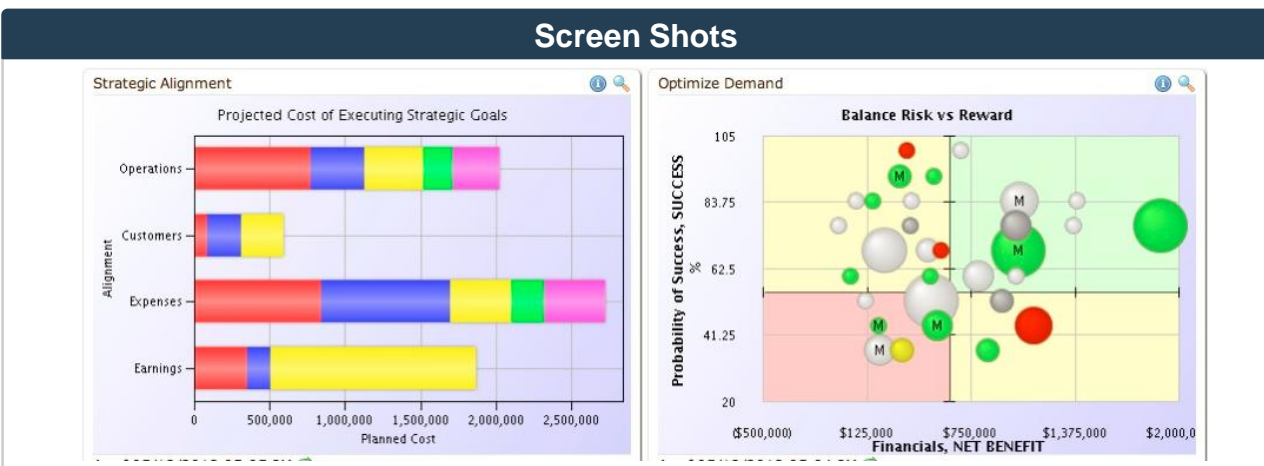 Screen Shots
Strategic Alignment
Projected Cost of Executing Strategic Goals
Alignment
Operations
Customers
Expenses
Earnings
0 500,000 1,000,000 1,500,000 2,000,000 2,500,000
Planned Cost
Optimize Demand
Balance Risk vs Reward
Probability of Success, SUCCESS
%
105
83.75
62.5
41.25
20
M
M
M
M
M
M
($500,000) $125,000 $750,000 $1,375,000 $2,000,0
Financials, NET BENEFIT